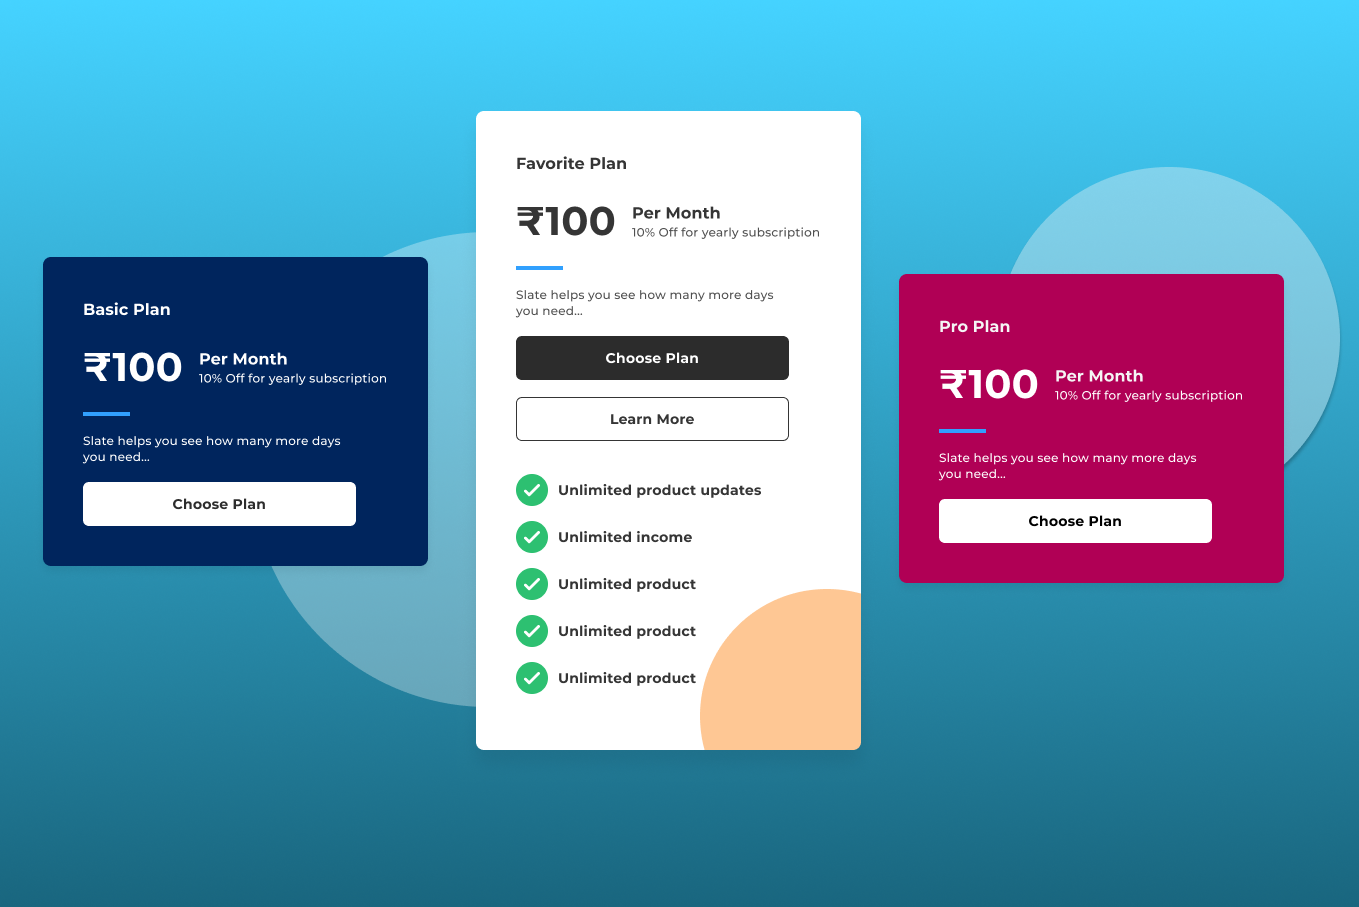 Basic Plan
₹100
Per Month
10% Off for yearly subscription
Slate helps you see how many more days
you need...
Choose Plan
Favorite Plan
₹100
Per Month
10% Off for yearly subscription
Slate helps you see how many more days
you need...
Choose Plan
Learn More
Unlimited product updates
Unlimited income
Unlimited product
Unlimited product
Unlimited product
Pro Plan
₹100
Per Month
10% Off for yearly subscription
Slate helps you see how many more days
you need...
Choose Plan